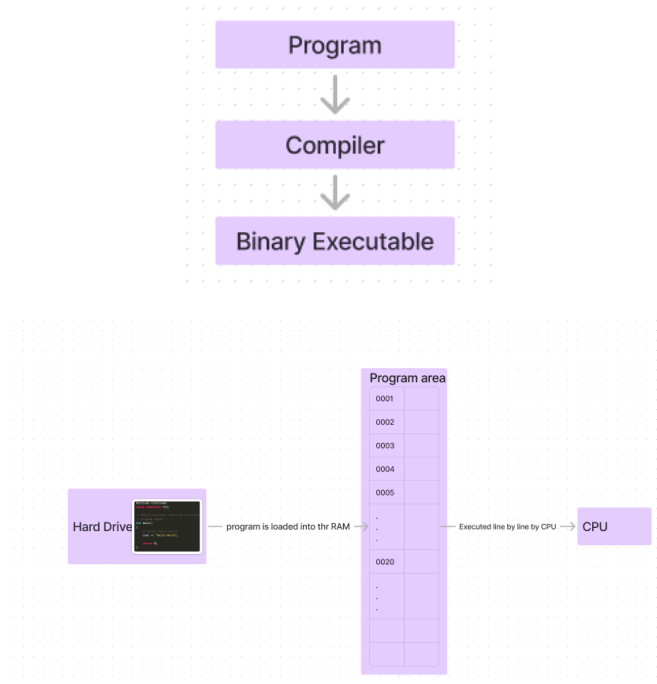 Program
Compiler
Binary Executable
Program area
0001
0002
0003
0004
0005
.
.
.
0020
.
.
.
Hard Drive
program is loaded into thr RAM
Executed line by line by CPU
CPU